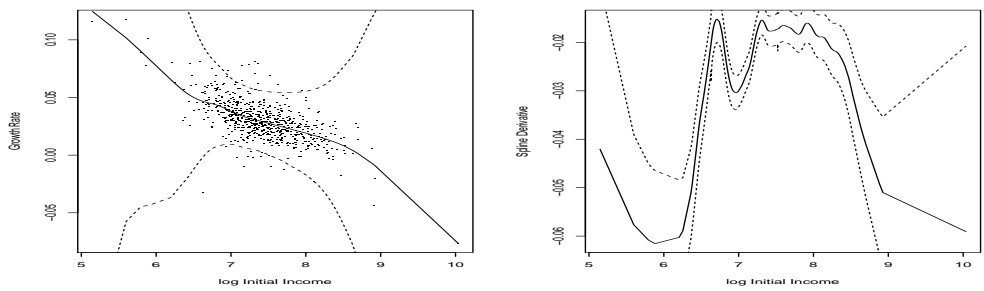 Growth Rate
0.10
0.05
0.00
-0.05
5 6 7 8 9 10
log Initial Income
Spline Derivative
-0.02
-0.03
-0.04
-0.05
-0.06
5 6 7 8 9 10
log Initial Income